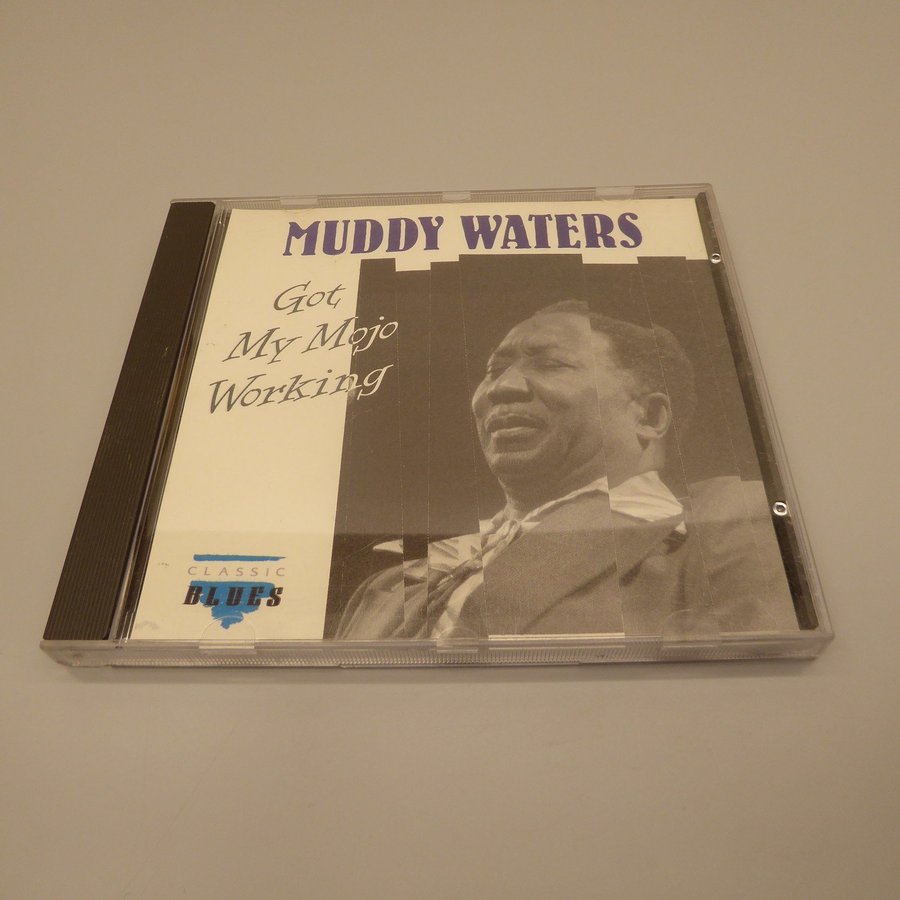 MUDDY WATERS
Got
My Mojo
Working
CLASSIC
BLUES